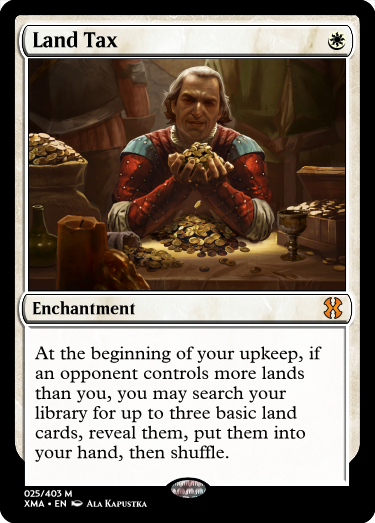 Land Tax
Enchantment
At the beginning of your upkeep, if
an opponent controls more lands
than you, you may search your
library for up to three basic land
cards, reveal them, put them into
your hand, then shuffle.
025/403 M
XMA • EN Ala Kapustka